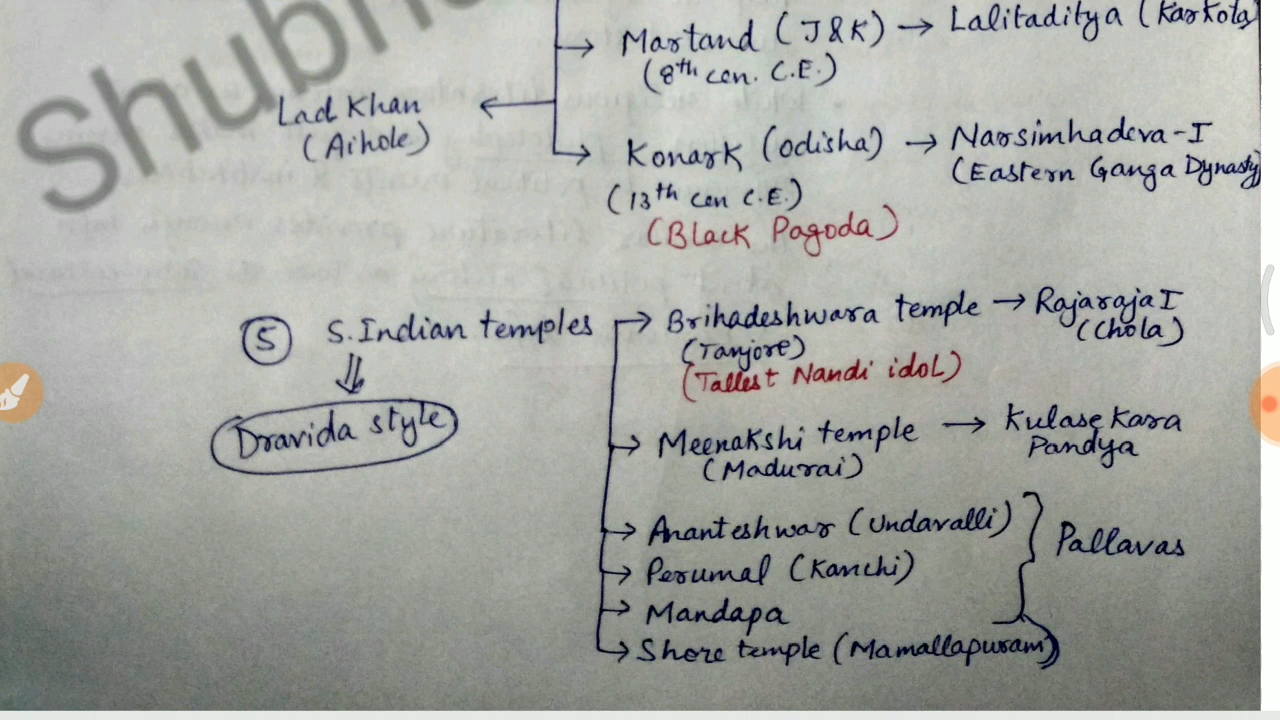 Shubh
Martand (J&K) → Lalitaditya (Karkota)
(8th cen. C.E.)
Lad Khan
(Aihole)
Konark (Odisha) → Narsimhadeva-I
(13th cen C.E.) (Eastern Ganga Dynasty)
(Black Pagoda)
5 S. Indian temples → Brihadeshwara temple → Rajaraja I
(Tanjore) (Chola)
(Tallest Nandi idol)
Dravida style
Meenakshi temple → Kulasekara
(Madurai) Pandya
Ananteshwar (Undavalli)
Pallavas
Perumal (Kanchi)
Mandapa
Shore temple (Mamallapuram)